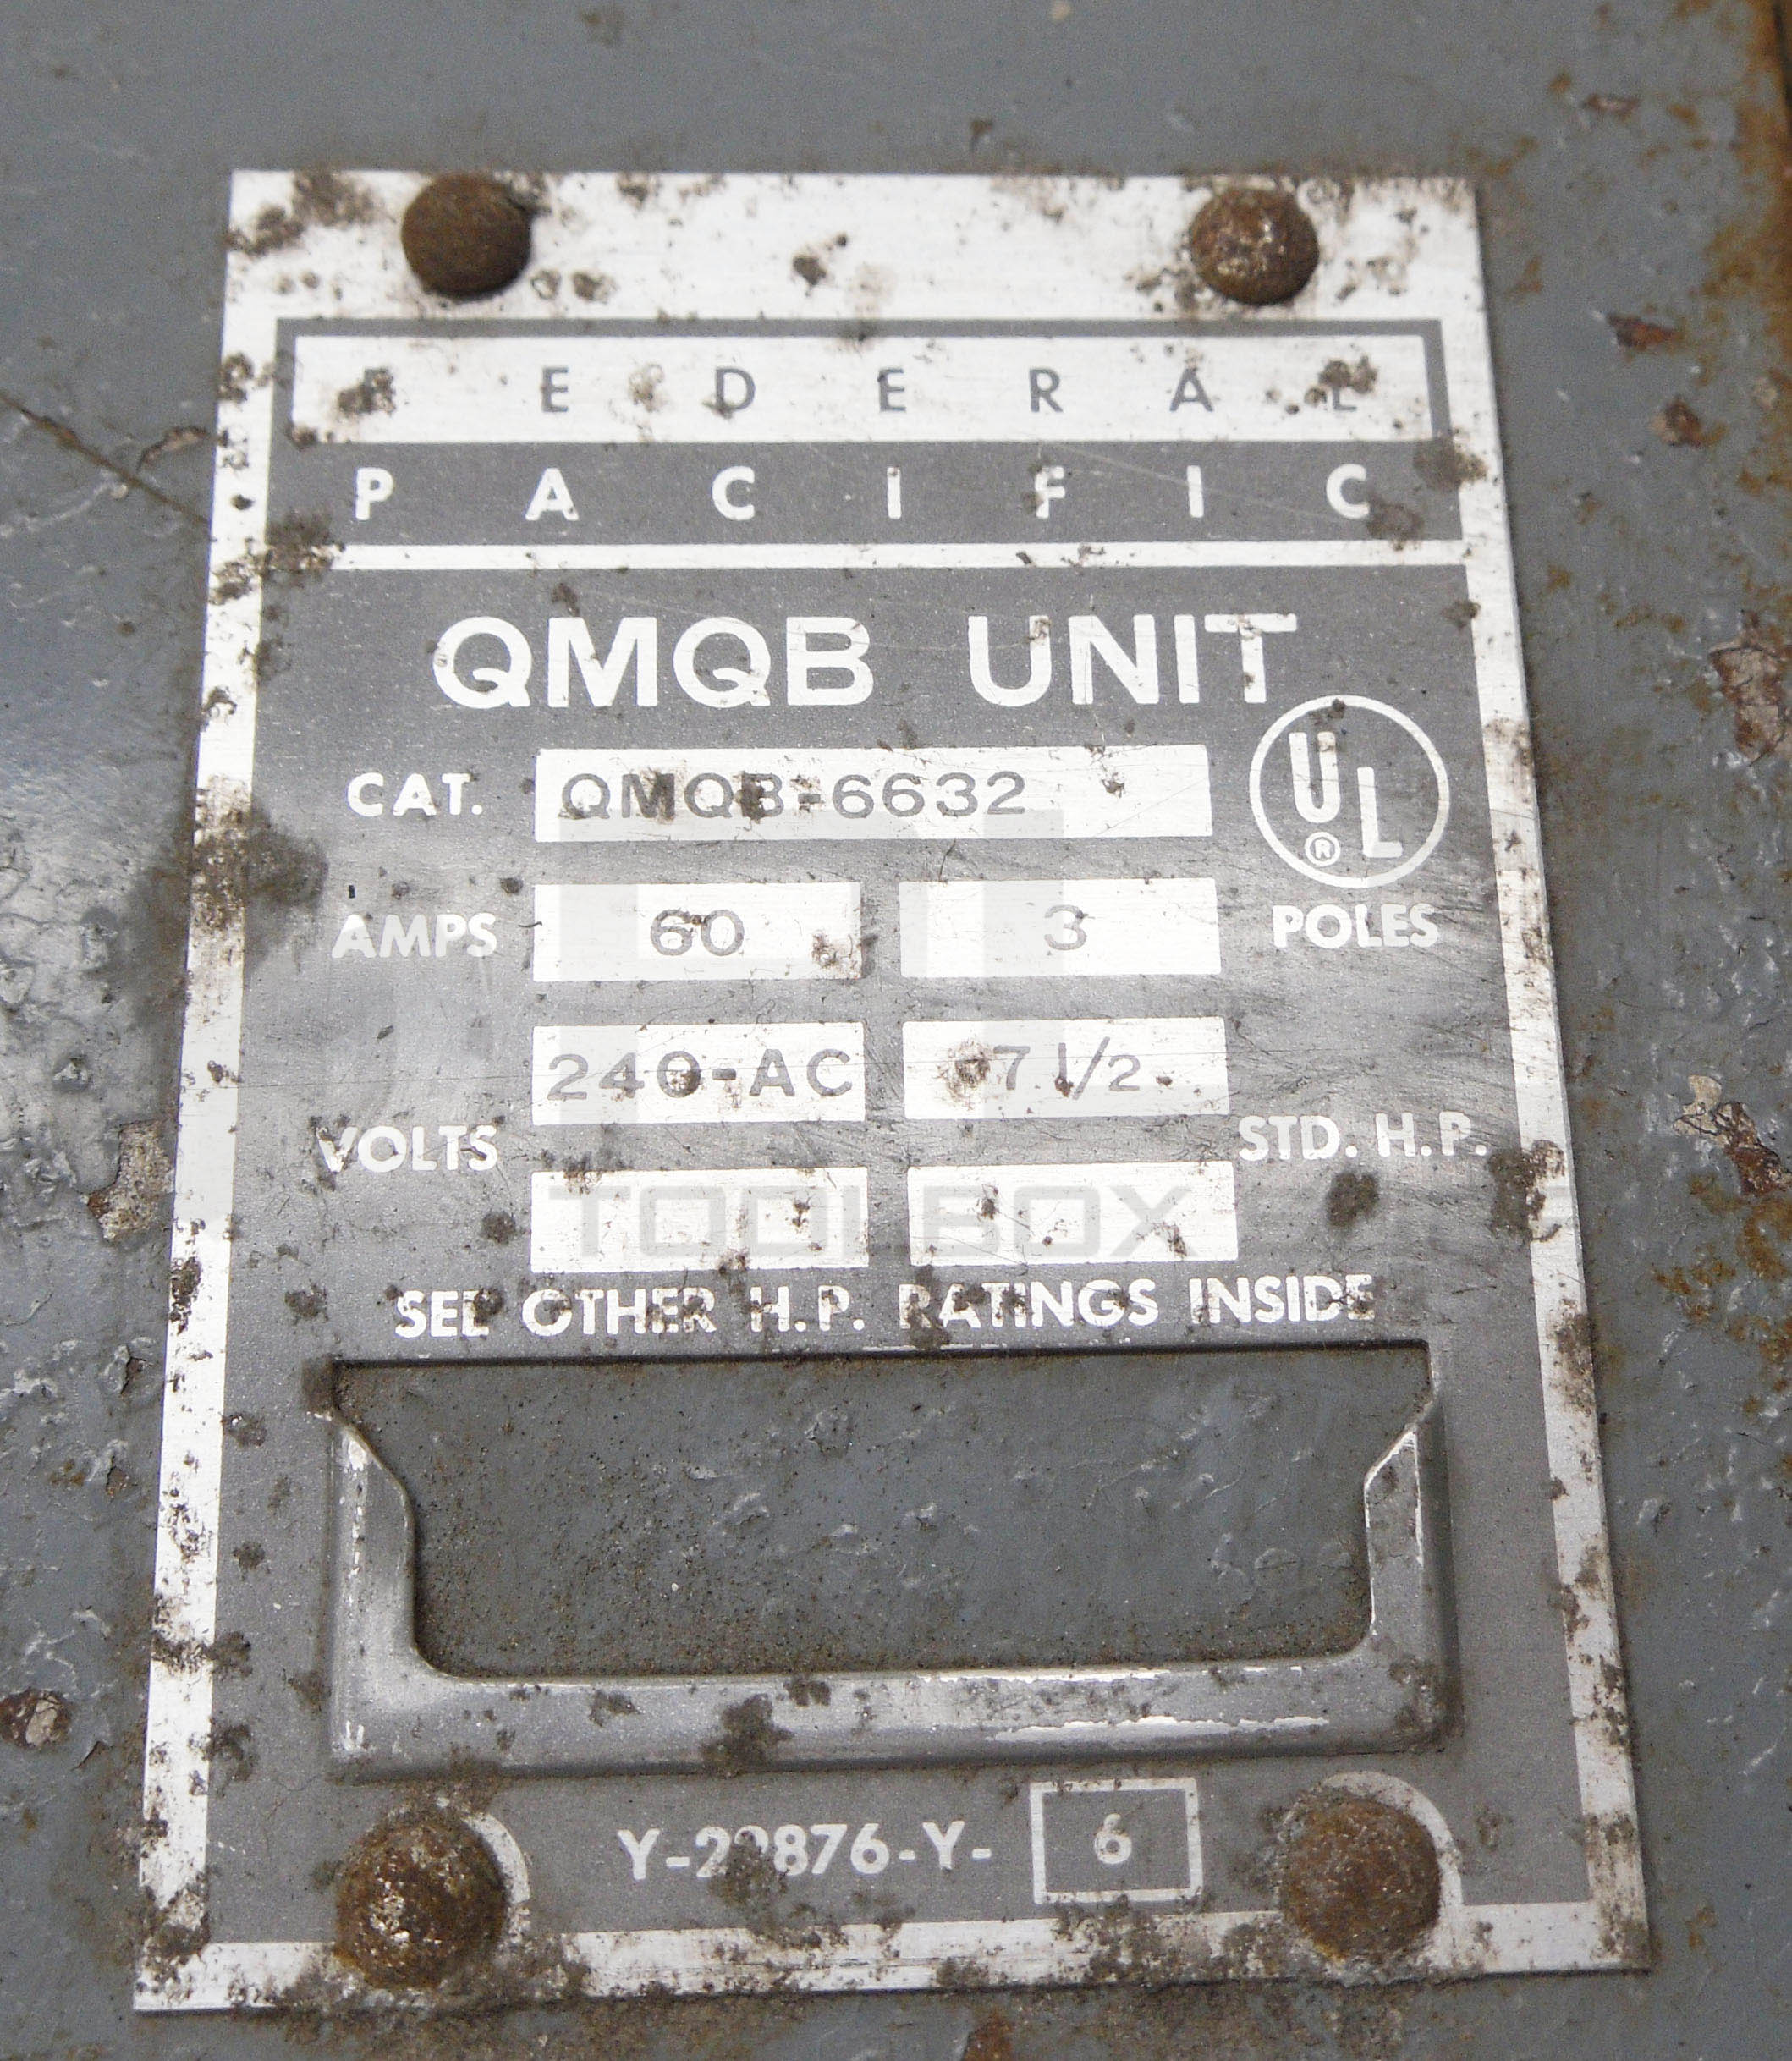 FEDERAL
PACIFIC
QMQB UNIT
CAT. QMQB-6632
UL ®
AMPS 60 3 POLES
240-AC 7 1/2
VOLTS STD. H.P.
TOOLBOX
SEE OTHER H.P. RATINGS INSIDE
6